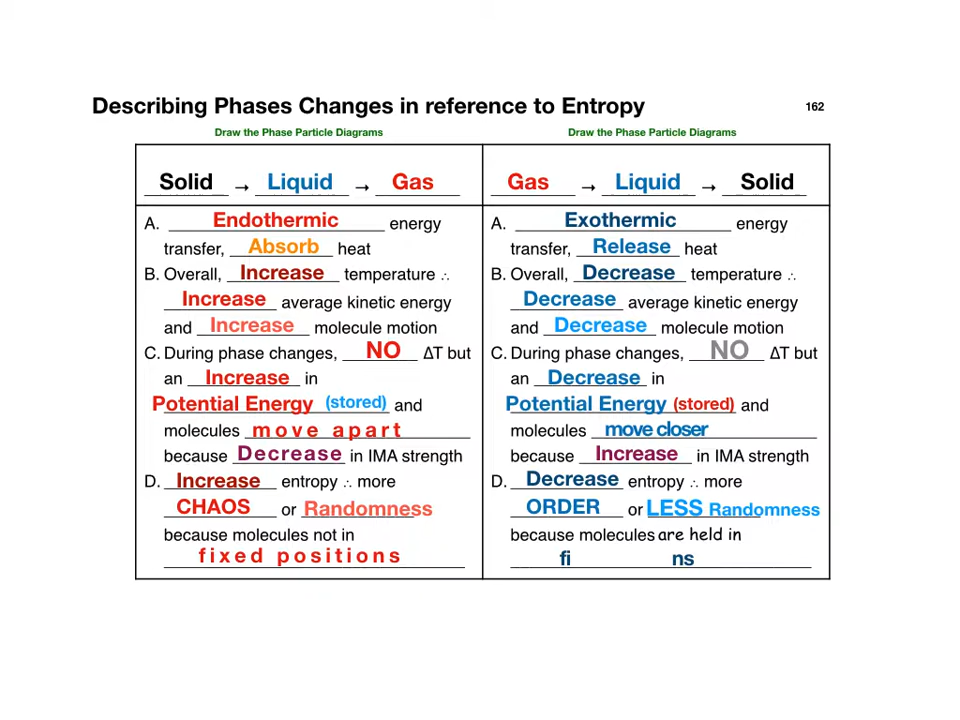 Describing Phases Changes in reference to Entropy
162
Draw the Phase Particle Diagrams
Solid → Liquid → Gas
A. Endothermic energy
transfer, Absorb heat
B. Overall, Increase temperature ∴
Increase average kinetic energy
and Increase molecule motion
C. During phase changes, NO ΔT but
an Increase in
Potential Energy (stored) and
molecules move apart
because Decrease in IMA strength
D. Increase entropy ∴ more
CHAOS or Randomness
because molecules not in
fixed positions
Draw the Phase Particle Diagrams
Gas → Liquid → Solid
A. Exothermic energy
transfer, Release heat
B. Overall, Decrease temperature ∴
Decrease average kinetic energy
and Decrease molecule motion
C. During phase changes, NO ΔT but
an Decrease in
Potential Energy (stored) and
molecules move closer
because Increase in IMA strength
D. Decrease entropy ∴ more
ORDER or LESS Randomness
because molecules are held in
fi ns